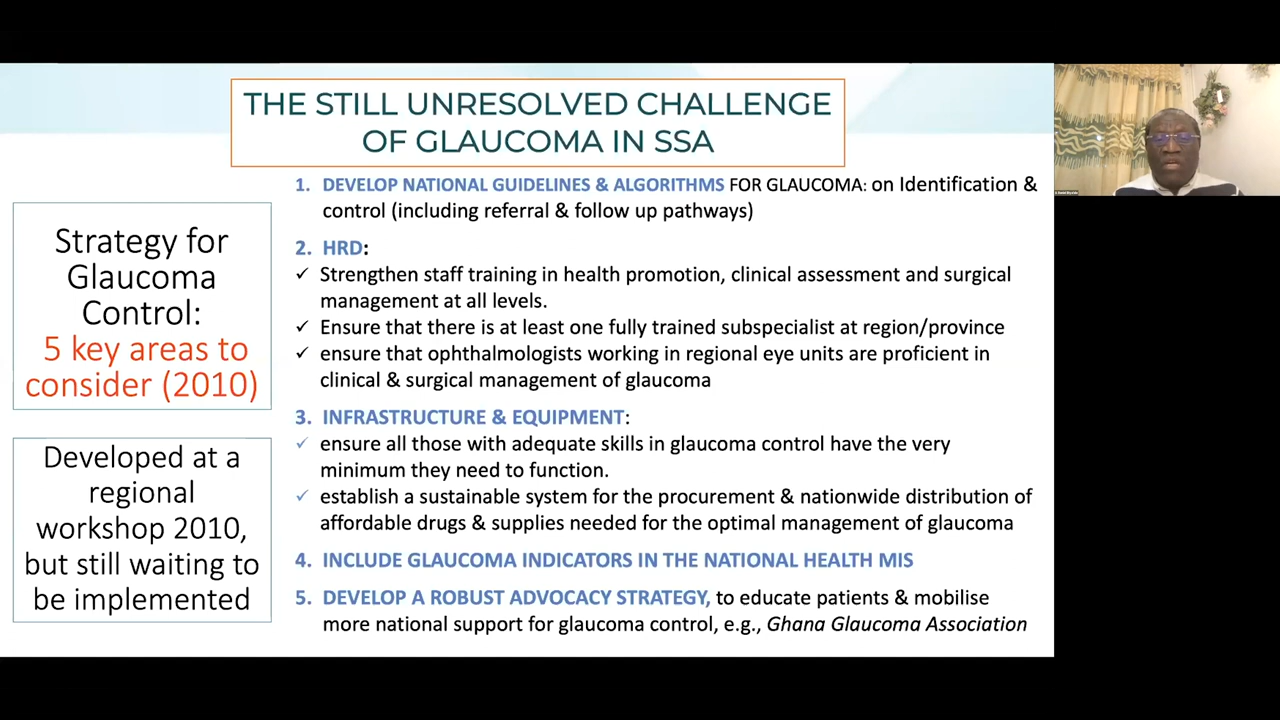 THE STILL UNRESOLVED CHALLENGE
OF GLAUCOMA IN SSA
Strategy for
Glaucoma
Control:
5 key areas to
consider (2010)
Developed at a
regional
workshop 2010,
but still waiting to
be implemented
1. DEVELOP NATIONAL GUIDELINES & ALGORITHMS FOR GLAUCOMA: on Identification &
control (including referral & follow up pathways)
2. HRD:
✓ Strengthen staff training in health promotion, clinical assessment and surgical
management at all levels.
✓ Ensure that there is at least one fully trained subspecialist at region/province
✓ ensure that ophthalmologists working in regional eye units are proficient in
clinical & surgical management of glaucoma
3. INFRASTRUCTURE & EQUIPMENT:
✓ ensure all those with adequate skills in glaucoma control have the very
minimum they need to function.
✓ establish a sustainable system for the procurement & nationwide distribution of
affordable drugs & supplies needed for the optimal management of glaucoma
4. INCLUDE GLAUCOMA INDICATORS IN THE NATIONAL HEALTH MIS
5. DEVELOP A ROBUST ADVOCACY STRATEGY, to educate patients & mobilise
more national support for glaucoma control, e.g., Ghana Glaucoma Association